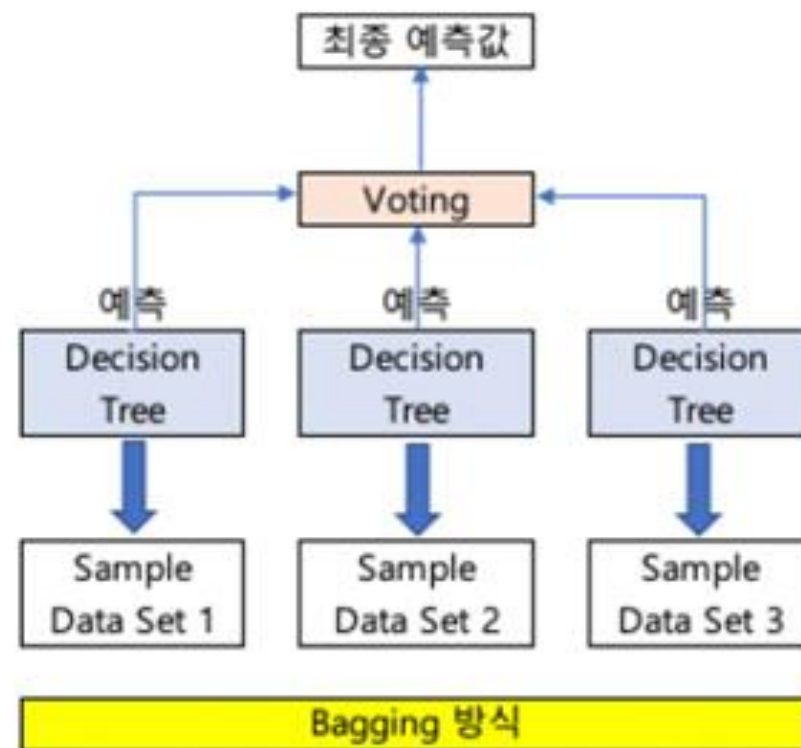 최종 예측값
Voting
예측 예측 예측
Decision Decision Decision
Tree Tree Tree
Sample Sample Sample
Data Set 1 Data Set 2 Data Set 3
Bagging 방식